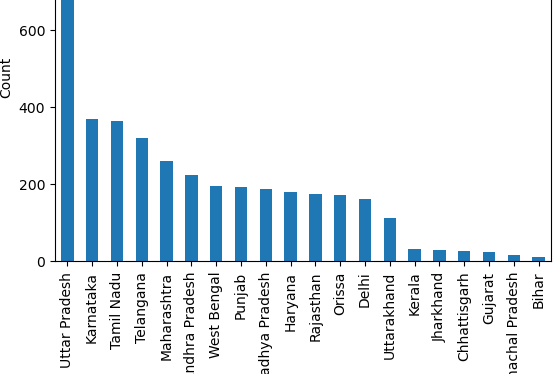 600
400
200
0
Count
Uttar Pradesh
Karnataka
Tamil Nadu
Telangana
Maharashtra
ndhra Pradesh
West Bengal
Punjab
adhya Pradesh
Haryana
Rajasthan
Orissa
Delhi
Uttarakhand
Kerala
Jharkhand
Chhattisgarh
Gujarat
nachal Pradesh
Bihar